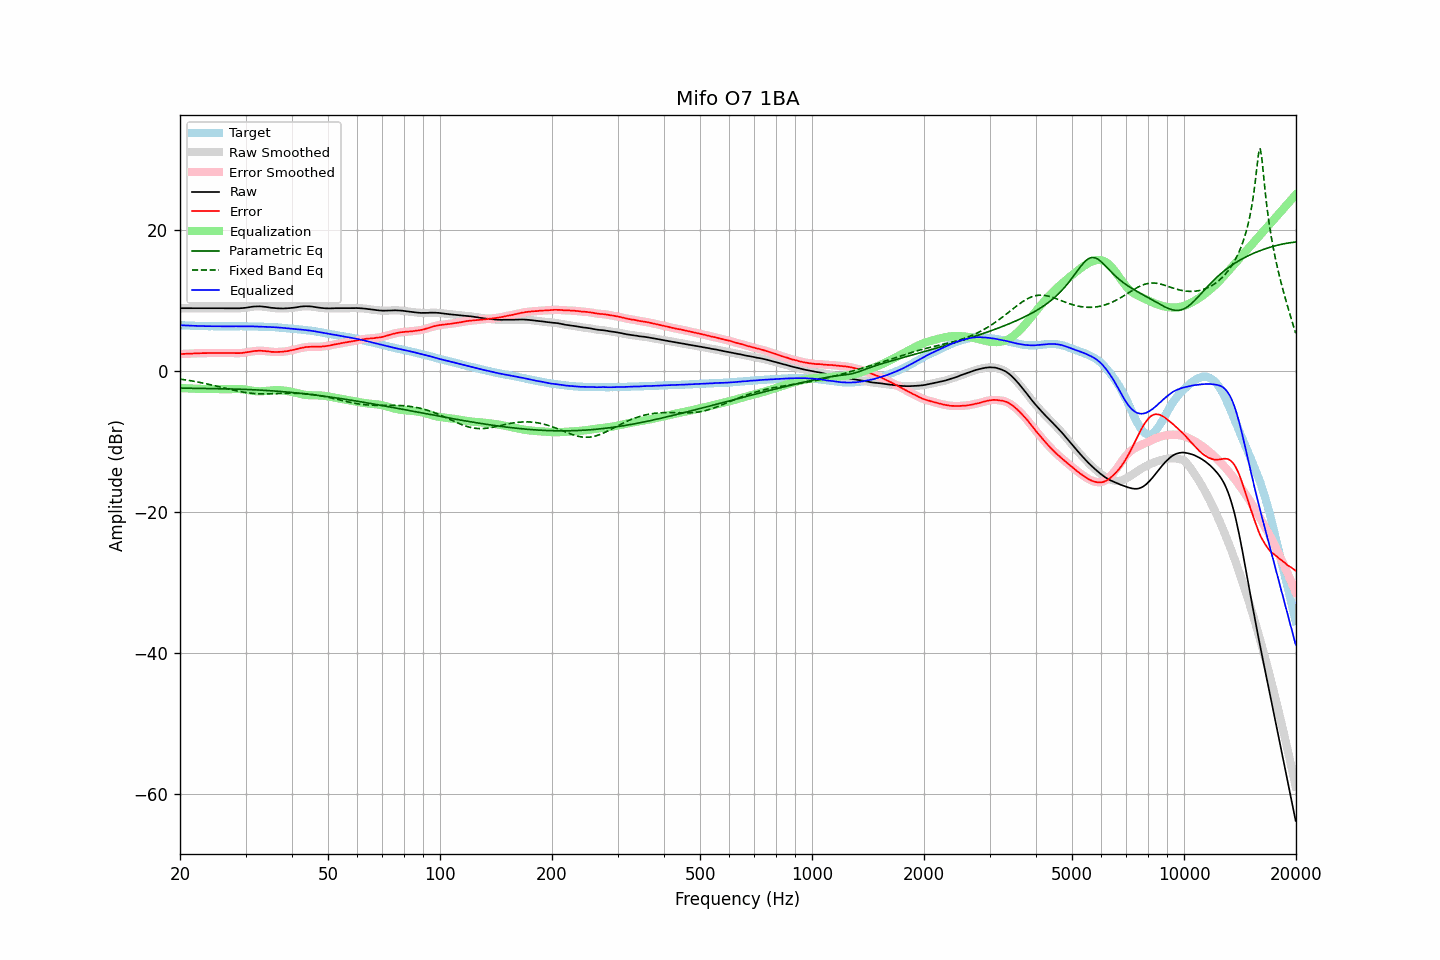 Mifo O7 1BA
Target
Raw Smoothed
Error Smoothed
Raw
Error
Equalization
Parametric Eq
Fixed Band Eq
Equalized
20
0
−20
−40
−60
Amplitude (dBr)
20 50 100 200 500 1000 2000 5000 10000 20000
Frequency (Hz)